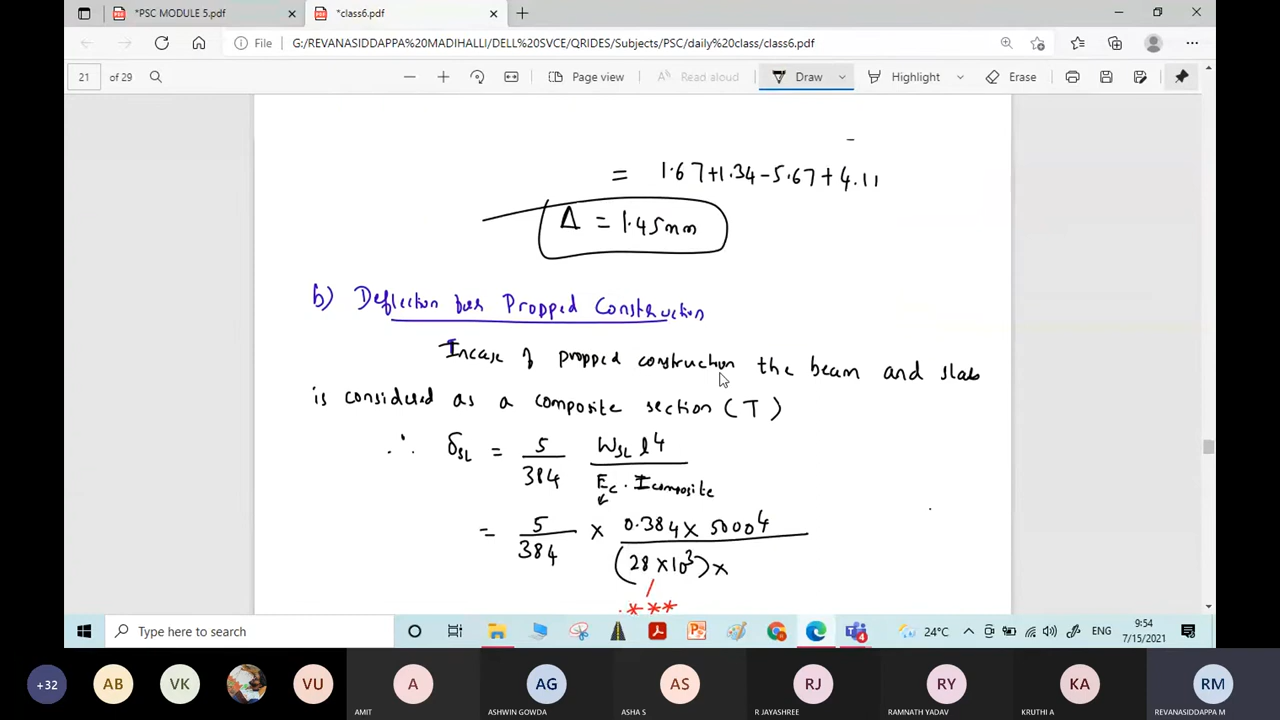 *PSC MODULE 5.pdf
*class6.pdf
File
G:/REVANASIDDAPPA%20MADIHALLI/DELL%20SVCE/QRIDES/Subjects/PSC/daily%20class/class6.pdf
21 of 29
Page view
Read aloud
Draw
Highlight
Erase
= 1.67+1.34-5.67+4.11
Δ = 1.45mm
b) Deflection for Propped Construction
Incase of propped construction the beam and slab
is considered as a composite section (T)
∴ δSL = 5/384 WSL l⁴ / Ec . Icomposite
= 5/384 × 0.384 × 5000⁴ / (28 ×10³) ×
***
Type here to search
24°C
ENG
9:54
7/15/2021
4
+32
AB
VK
VU
A
AMIT
AG
ASHWIN GOWDA
AS
ASHA S
RJ
R JAYASHREE
RY
RAMNATH YADAV
KA
KRUTHI A
RM
REVANASIDDAPPA M